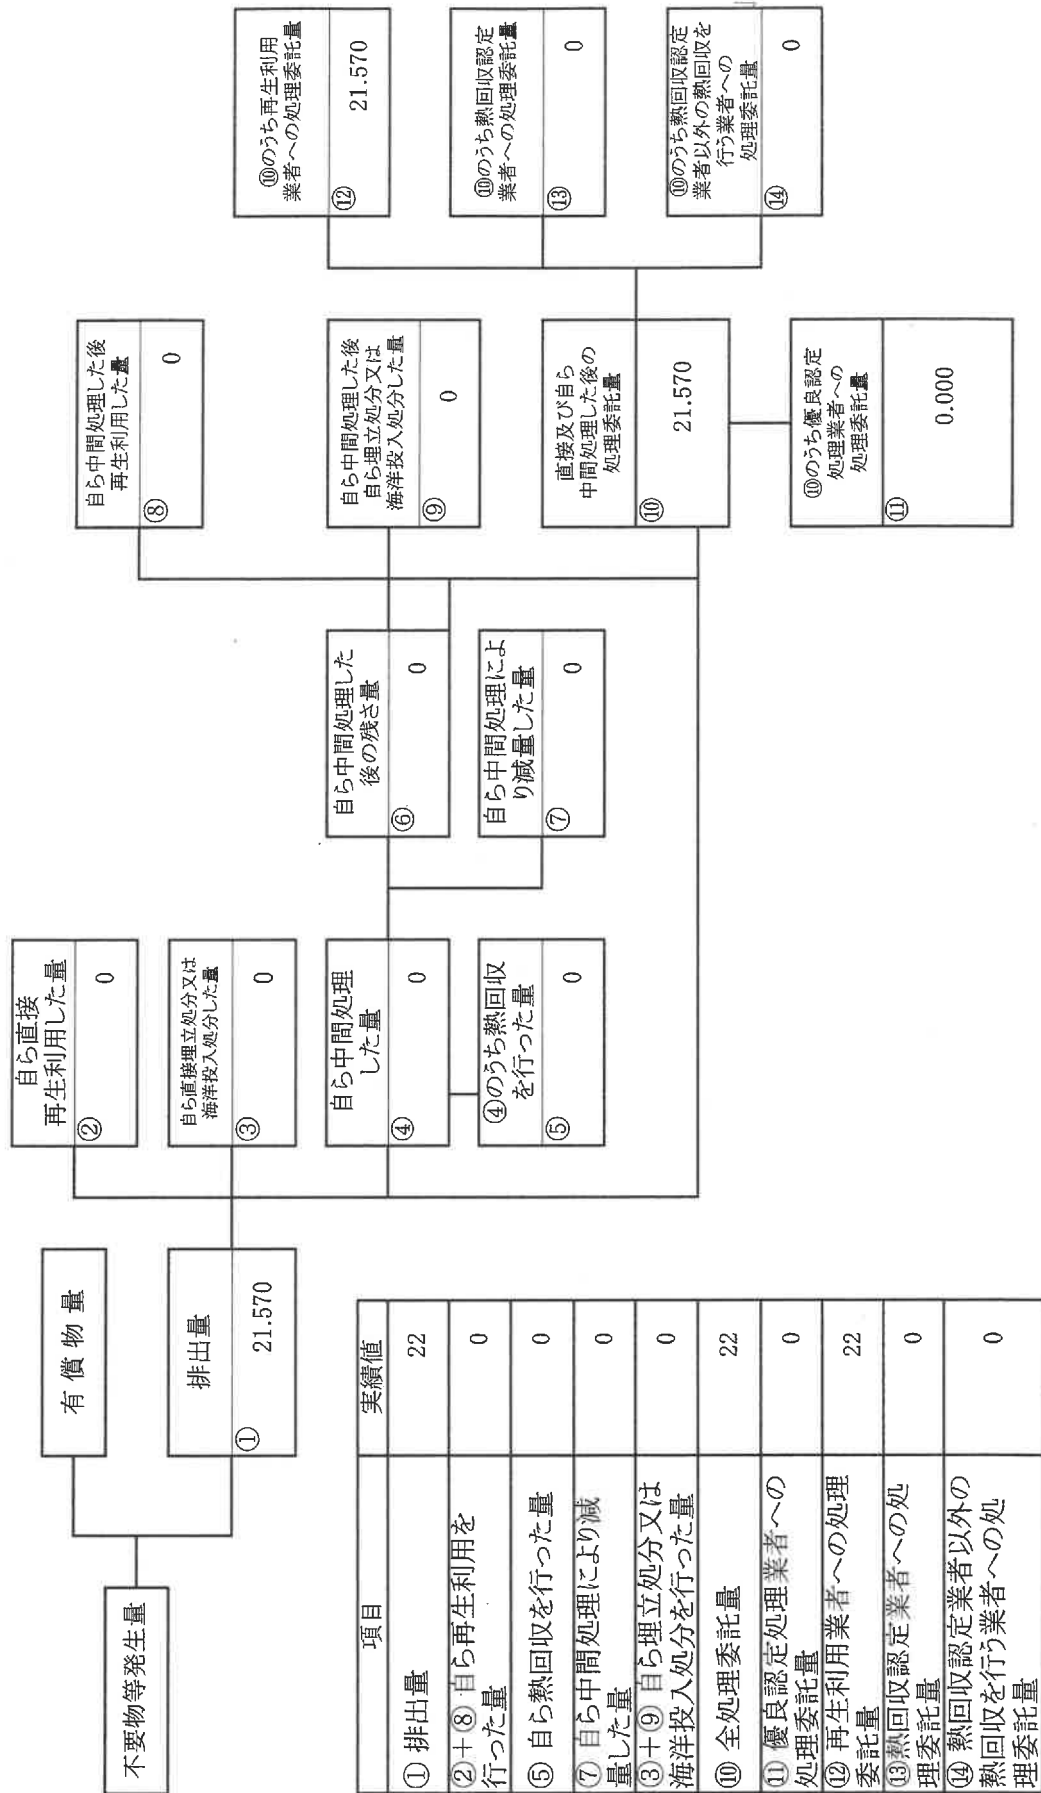 不要物等発生量
有償物量
排出量
①
21.570
自ら直接
再生利用した量
②
0
自ら直接埋立処分又は
海洋投入処分した量
③
0
自ら中間処理
した量
④
0
④のうち熱回収
を行った量
⑤
0
自ら中間処理した
後の残さ量
⑥
0
自ら中間処理によ
り減量した量
⑦
0
自ら中間処理した後
再生利用した量
⑧
0
自ら中間処理した後
自ら埋立処分又は
海洋投入処分した量
⑨
0
直接及び自ら
中間処理した後の
処理委託量
⑩
21.570
⑩のうち優良認定
処理業者への
処理委託量
⑪
0.000
⑩のうち再生利用
業者への処理委託量
⑫
21.570
⑩のうち熱回収認定
業者への処理委託量
⑬
0
⑩のうち熱回収認定
業者以外の熱回収を
行う業者への
処理委託量
⑭
0
項目 実績値
①排出量 22
②+⑧自ら再生利用を
行った量 0
⑤自ら熱回収を行った量 0
⑦自ら中間処理により減
量した量 0
③+⑨自ら埋立処分又は
海洋投入処分を行った量 0
⑩全処理委託量 22
⑪優良認定処理業者への
処理委託量 0
⑫再生利用業者への処理
委託量 22
⑬熱回収認定業者への処
理委託量 0
⑭熱回収認定業者以外の
熱回収を行う業者への処
理委託量 0